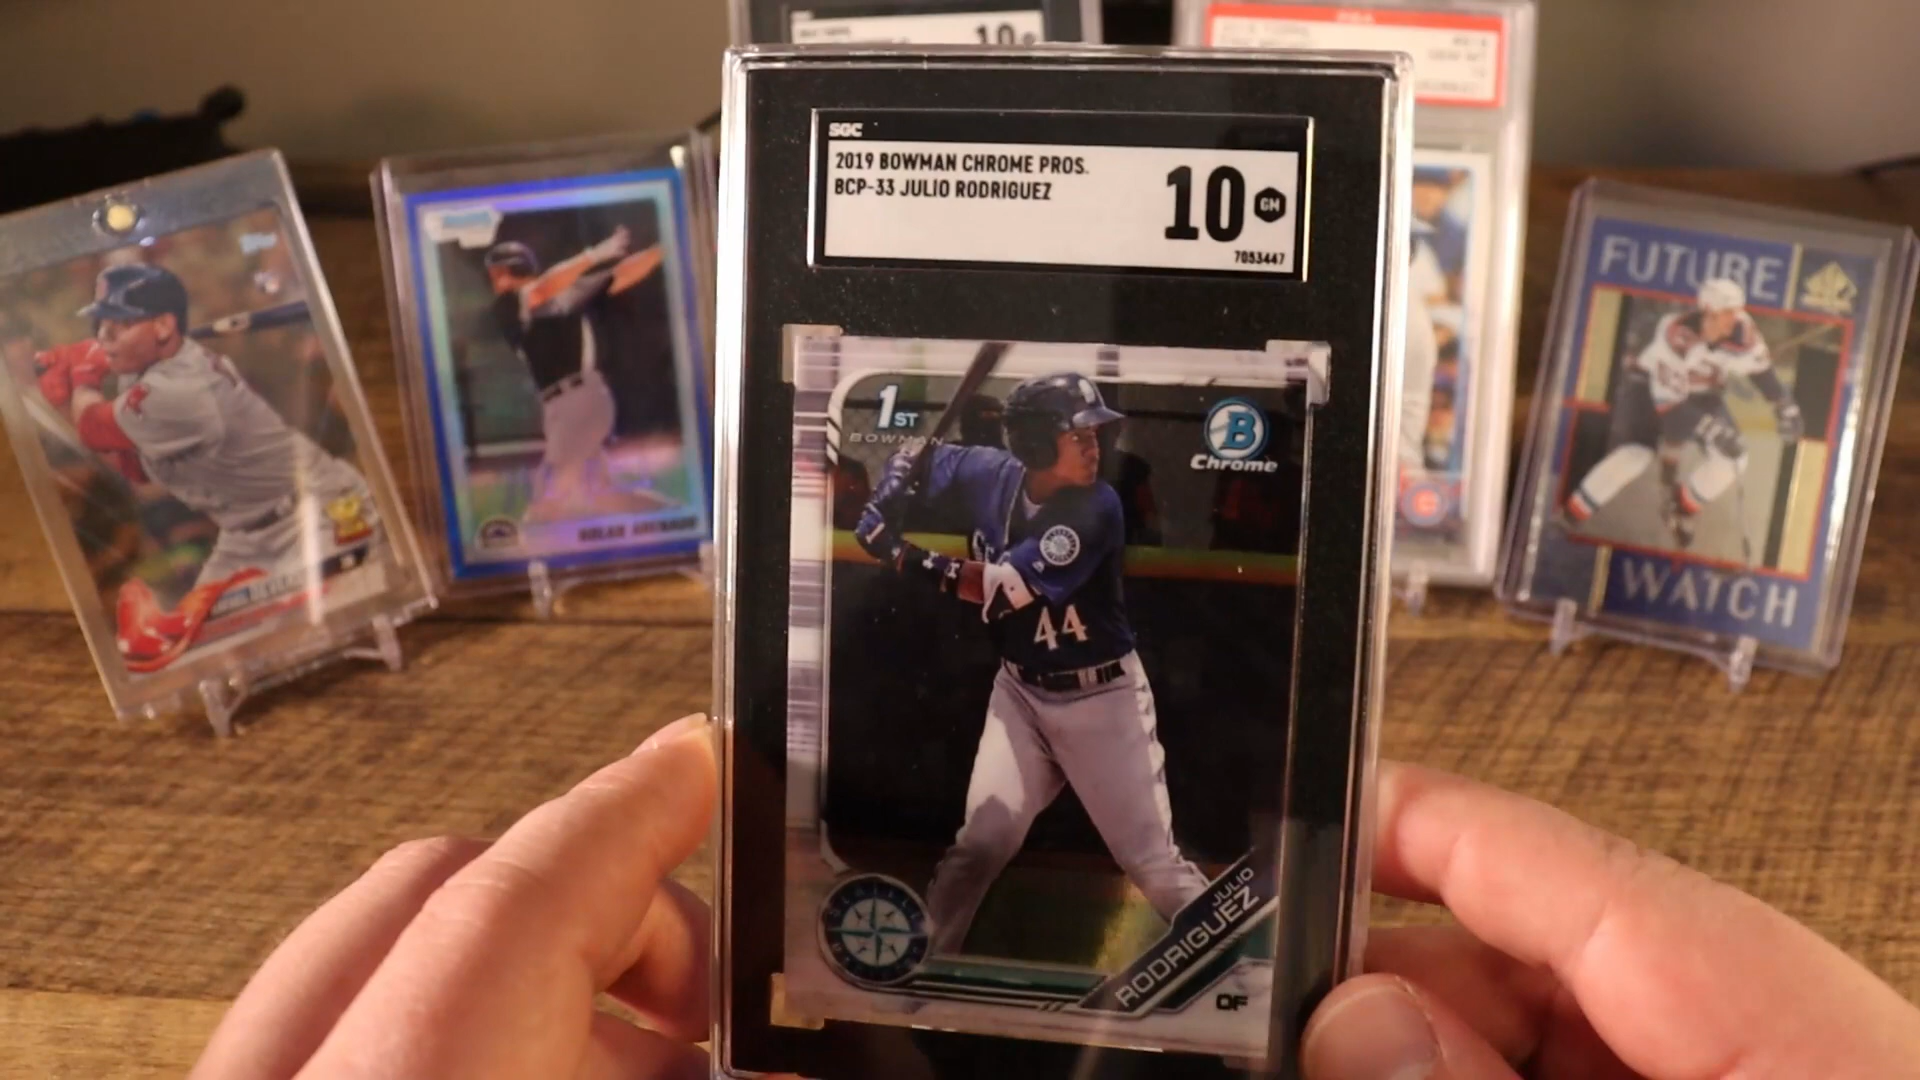 10
SGC
2019 BOWMAN CHROME PROS.
BCP-33 JULIO RODRIGUEZ
10
GM
7053447
1ST
BOWMAN
B
Chrome
44
JULIO
RODRIGUEZ
OF
FUTURE
WATCH